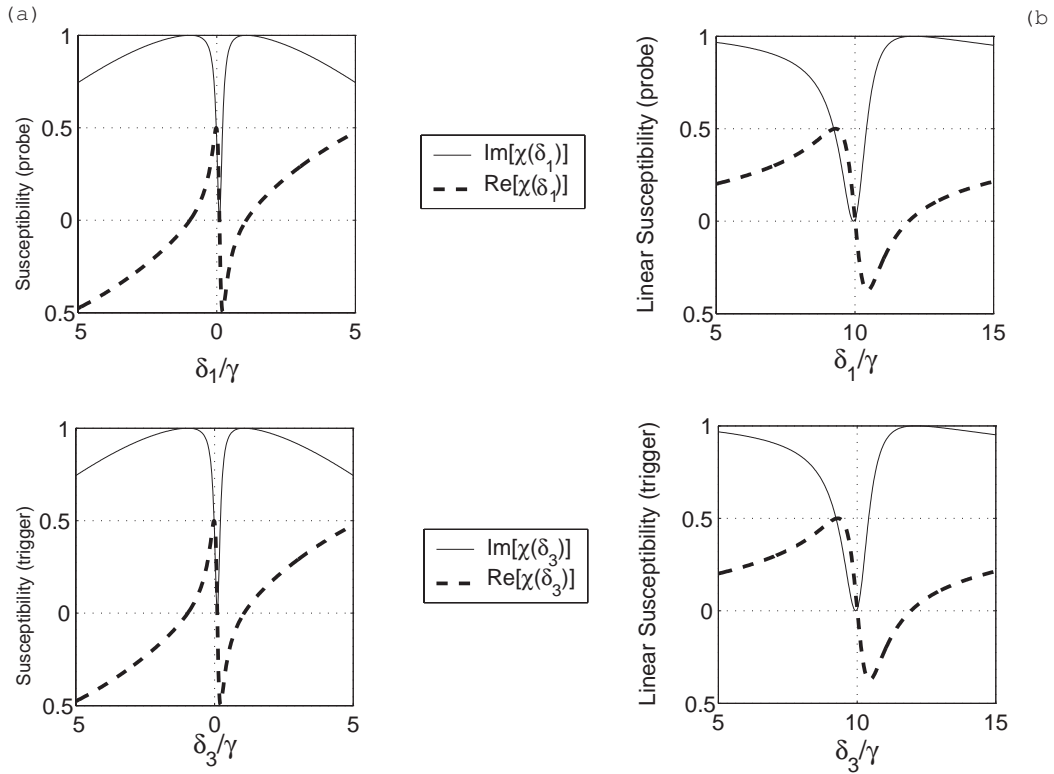 (a)
(b
1
0.5
0
0.5
5
0
5
Susceptibility (probe)
δ1/γ
Im[χ(δ1)]
Re[χ(δ1)]
1
0.5
0
0.5
5
10
15
Linear Susceptibility (probe)
δ1/γ
1
0.5
0
0.5
5
0
5
Susceptibility (trigger)
δ3/γ
Im[χ(δ3)]
Re[χ(δ3)]
1
0.5
0
0.5
5
10
15
Linear Susceptibility (trigger)
δ3/γ